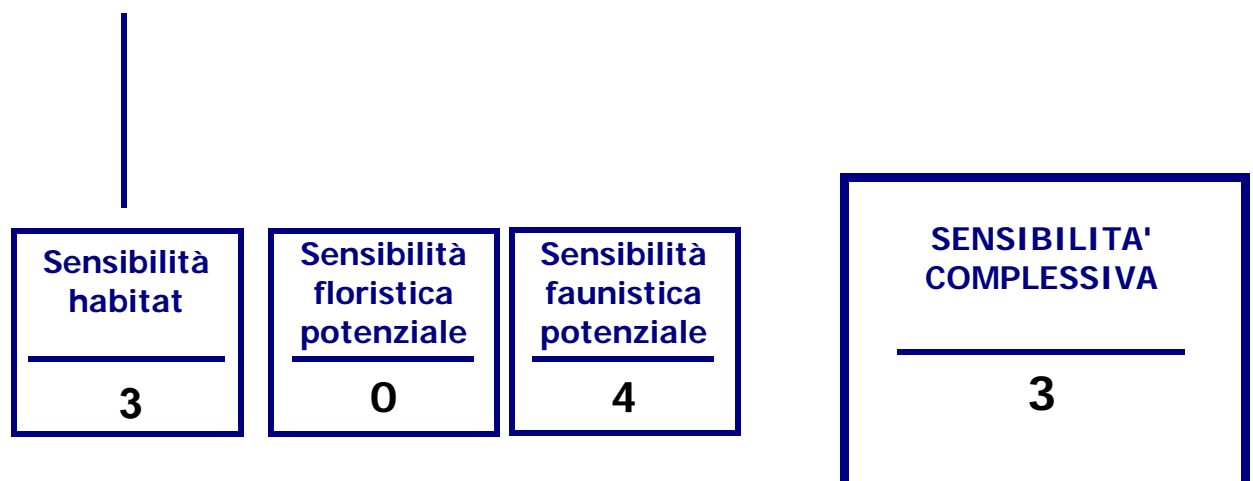 Sensibilità
habitat
3
Sensibilità
floristica
potenziale
0
Sensibilità
faunistica
potenziale
4
SENSIBILITA'
COMPLESSIVA
3